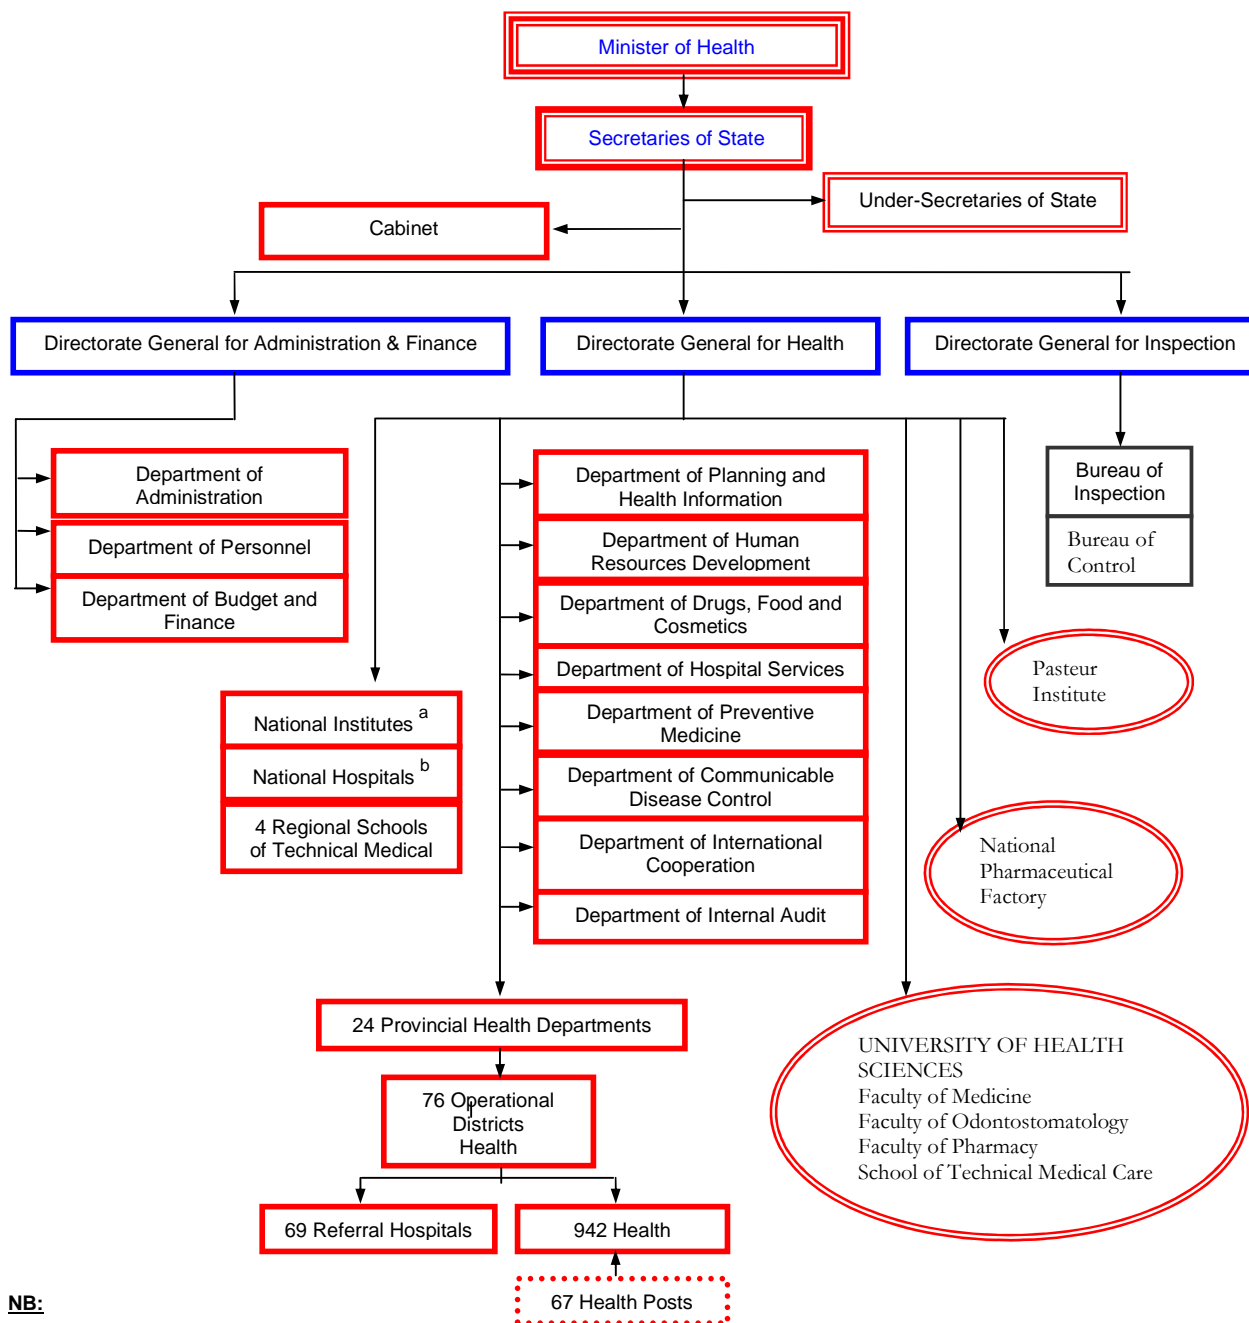 Minister of Health
Secretaries of State
Under-Secretaries of State
Cabinet
Directorate General for Administration & Finance
Directorate General for Health
Directorate General for Inspection
Department of
Administration
Department of Personnel
Department of Budget and
Finance
National Institutes a
National Hospitals b
4 Regional Schools
of Technical Medical
Department of Planning and
Health Information
Department of Human
Resources Development
Department of Drugs, Food and
Cosmetics
Department of Hospital Services
Department of Preventive
Medicine
Department of Communicable
Disease Control
Department of International
Cooperation
Department of Internal Audit
Bureau of
Inspection
Bureau of
Control
Pasteur
Institute
National
Pharmaceutical
Factory
UNIVERSITY OF HEALTH
SCIENCES
Faculty of Medicine
Faculty of Odontostomatology
Faculty of Pharmacy
School of Technical Medical Care
24 Provincial Health Departments
76 Operational
Districts
Health
69 Referral Hospitals
942 Health
67 Health Posts
NB: